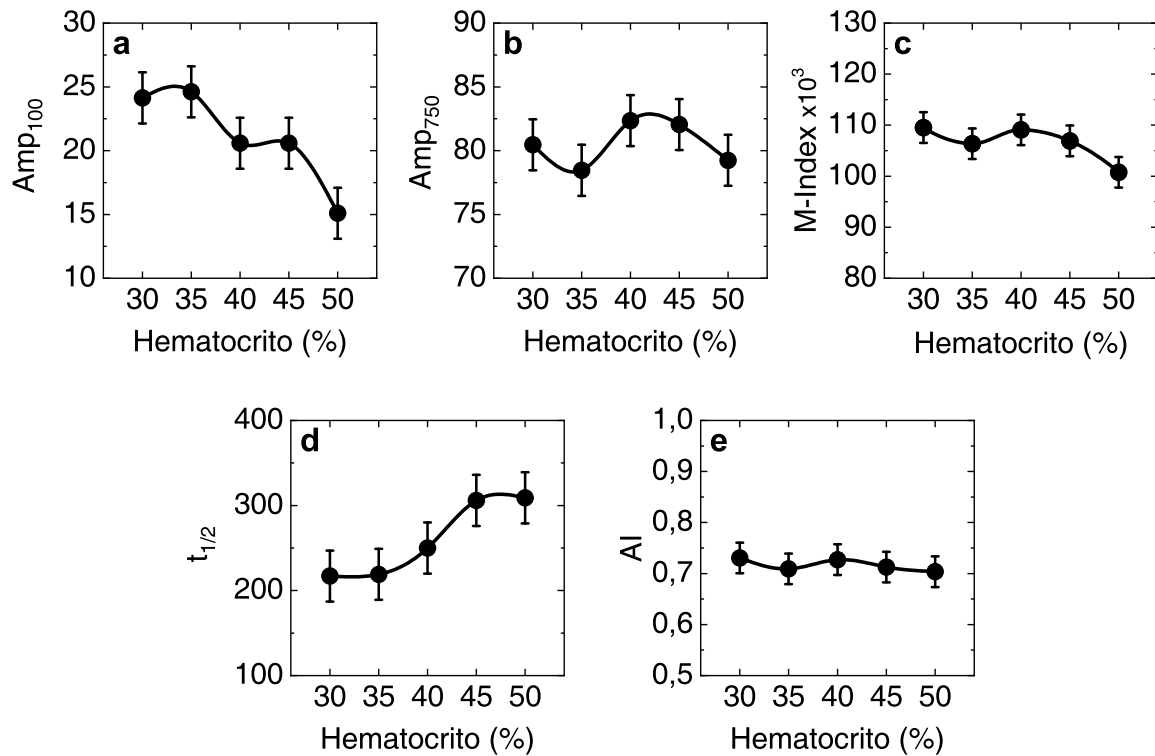 a
Amp₁₀₀
30
25
20
15
10
30 35 40 45 50
Hematocrito (%)
b
Amp₇₅₀
90
85
80
75
70
30 35 40 45 50
Hematocrito (%)
c
M-Index x10³
130
120
110
100
90
80
30 35 40 45 50
Hematocrito (%)
d
t₁/₂
400
300
200
100
30 35 40 45 50
Hematocrito (%)
e
AI
1,0
0,9
0,8
0,7
0,6
0,5
30 35 40 45 50
Hematocrito (%)